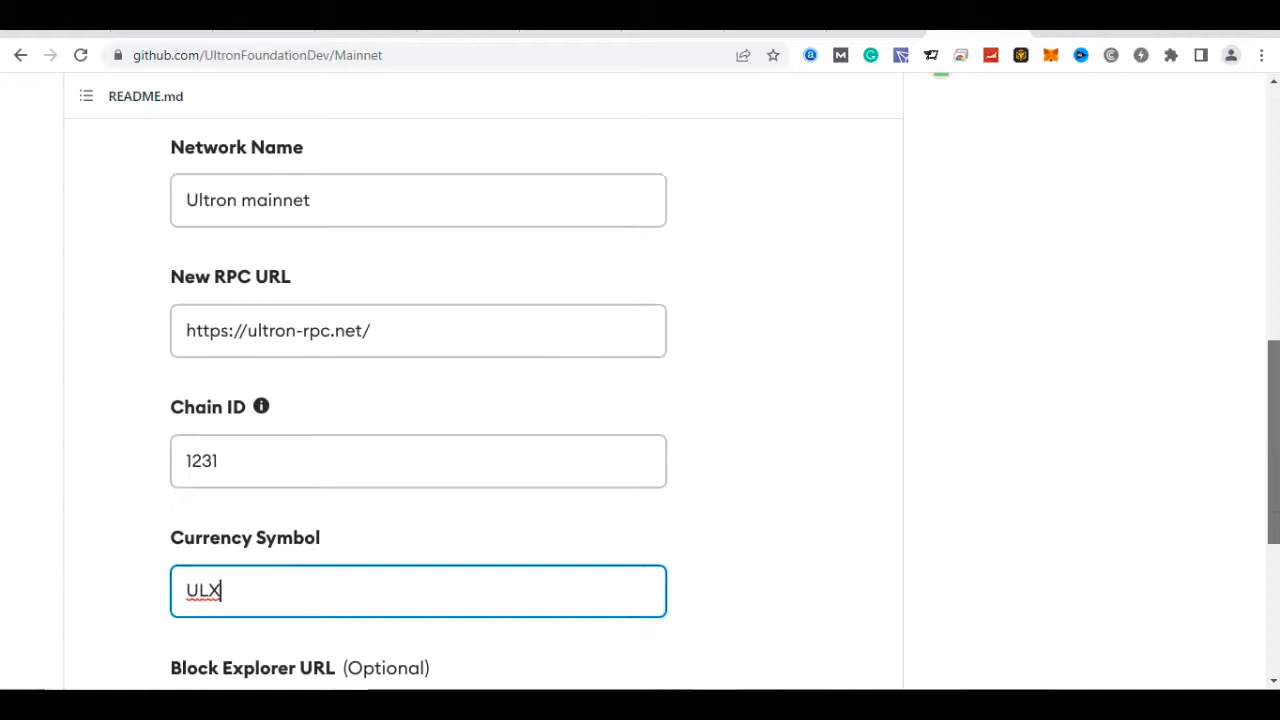 github.com/UltronFoundationDev/Mainnet
README.md
Network Name
Ultron mainnet
New RPC URL
https://ultron-rpc.net/
Chain ID
1231
Currency Symbol
ULX
Block Explorer URL (Optional)